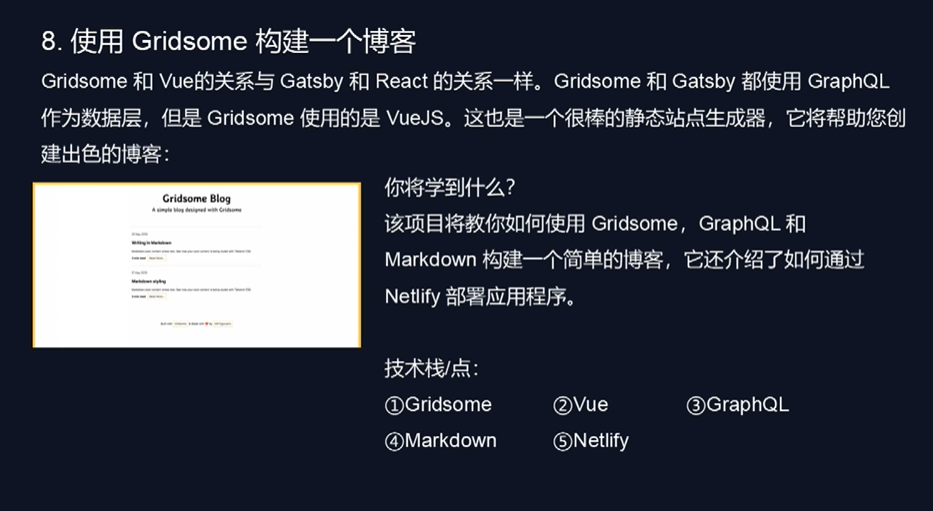 8. 使用 Gridsome 构建一个博客
Gridsome 和 Vue的关系与 Gatsby 和 React 的关系一样。Gridsome 和 Gatsby 都使用 GraphQL
作为数据层，但是 Gridsome 使用的是 VueJS。这也是一个很棒的静态站点生成器，它将帮助您创
建出色的博客：
Gridsome Blog
A simple blog designed with Gridsome
Writing in Markdown
Markdown styling
你将学到什么？
该项目将教你如何使用 Gridsome，GraphQL 和
Markdown 构建一个简单的博客，它还介绍了如何通过
Netlify 部署应用程序。
技术栈/点：
①Gridsome ②Vue ③GraphQL
④Markdown ⑤Netlify